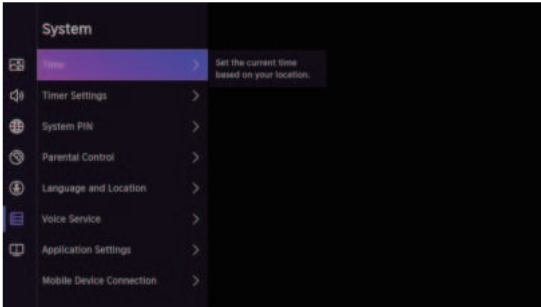 System
Time
Set the current time
based on your location.
Timer Settings
System PIN
Parental Control
Language and Location
Voice Service
Application Settings
Mobile Device Connection